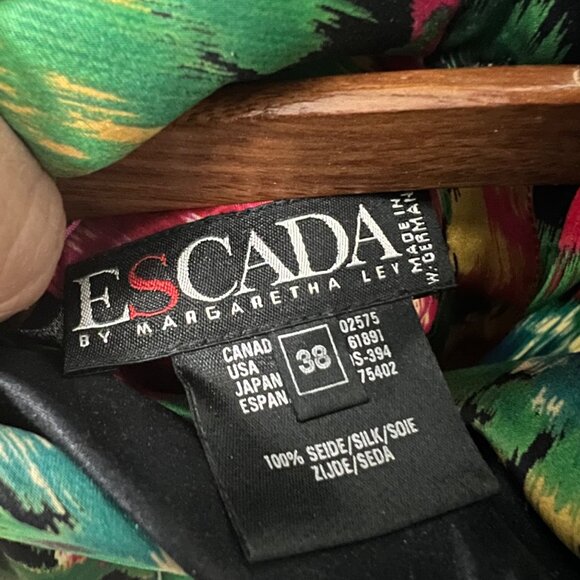 ESCADA
BY MARGARETHA LEY
MADE IN
W. GERMANY
CANAD 02575
USA 61891
JAPAN IS-394
ESPAN. 75402
38
100% SEIDE/SILK/SOIE
ZIJDE/SEDA